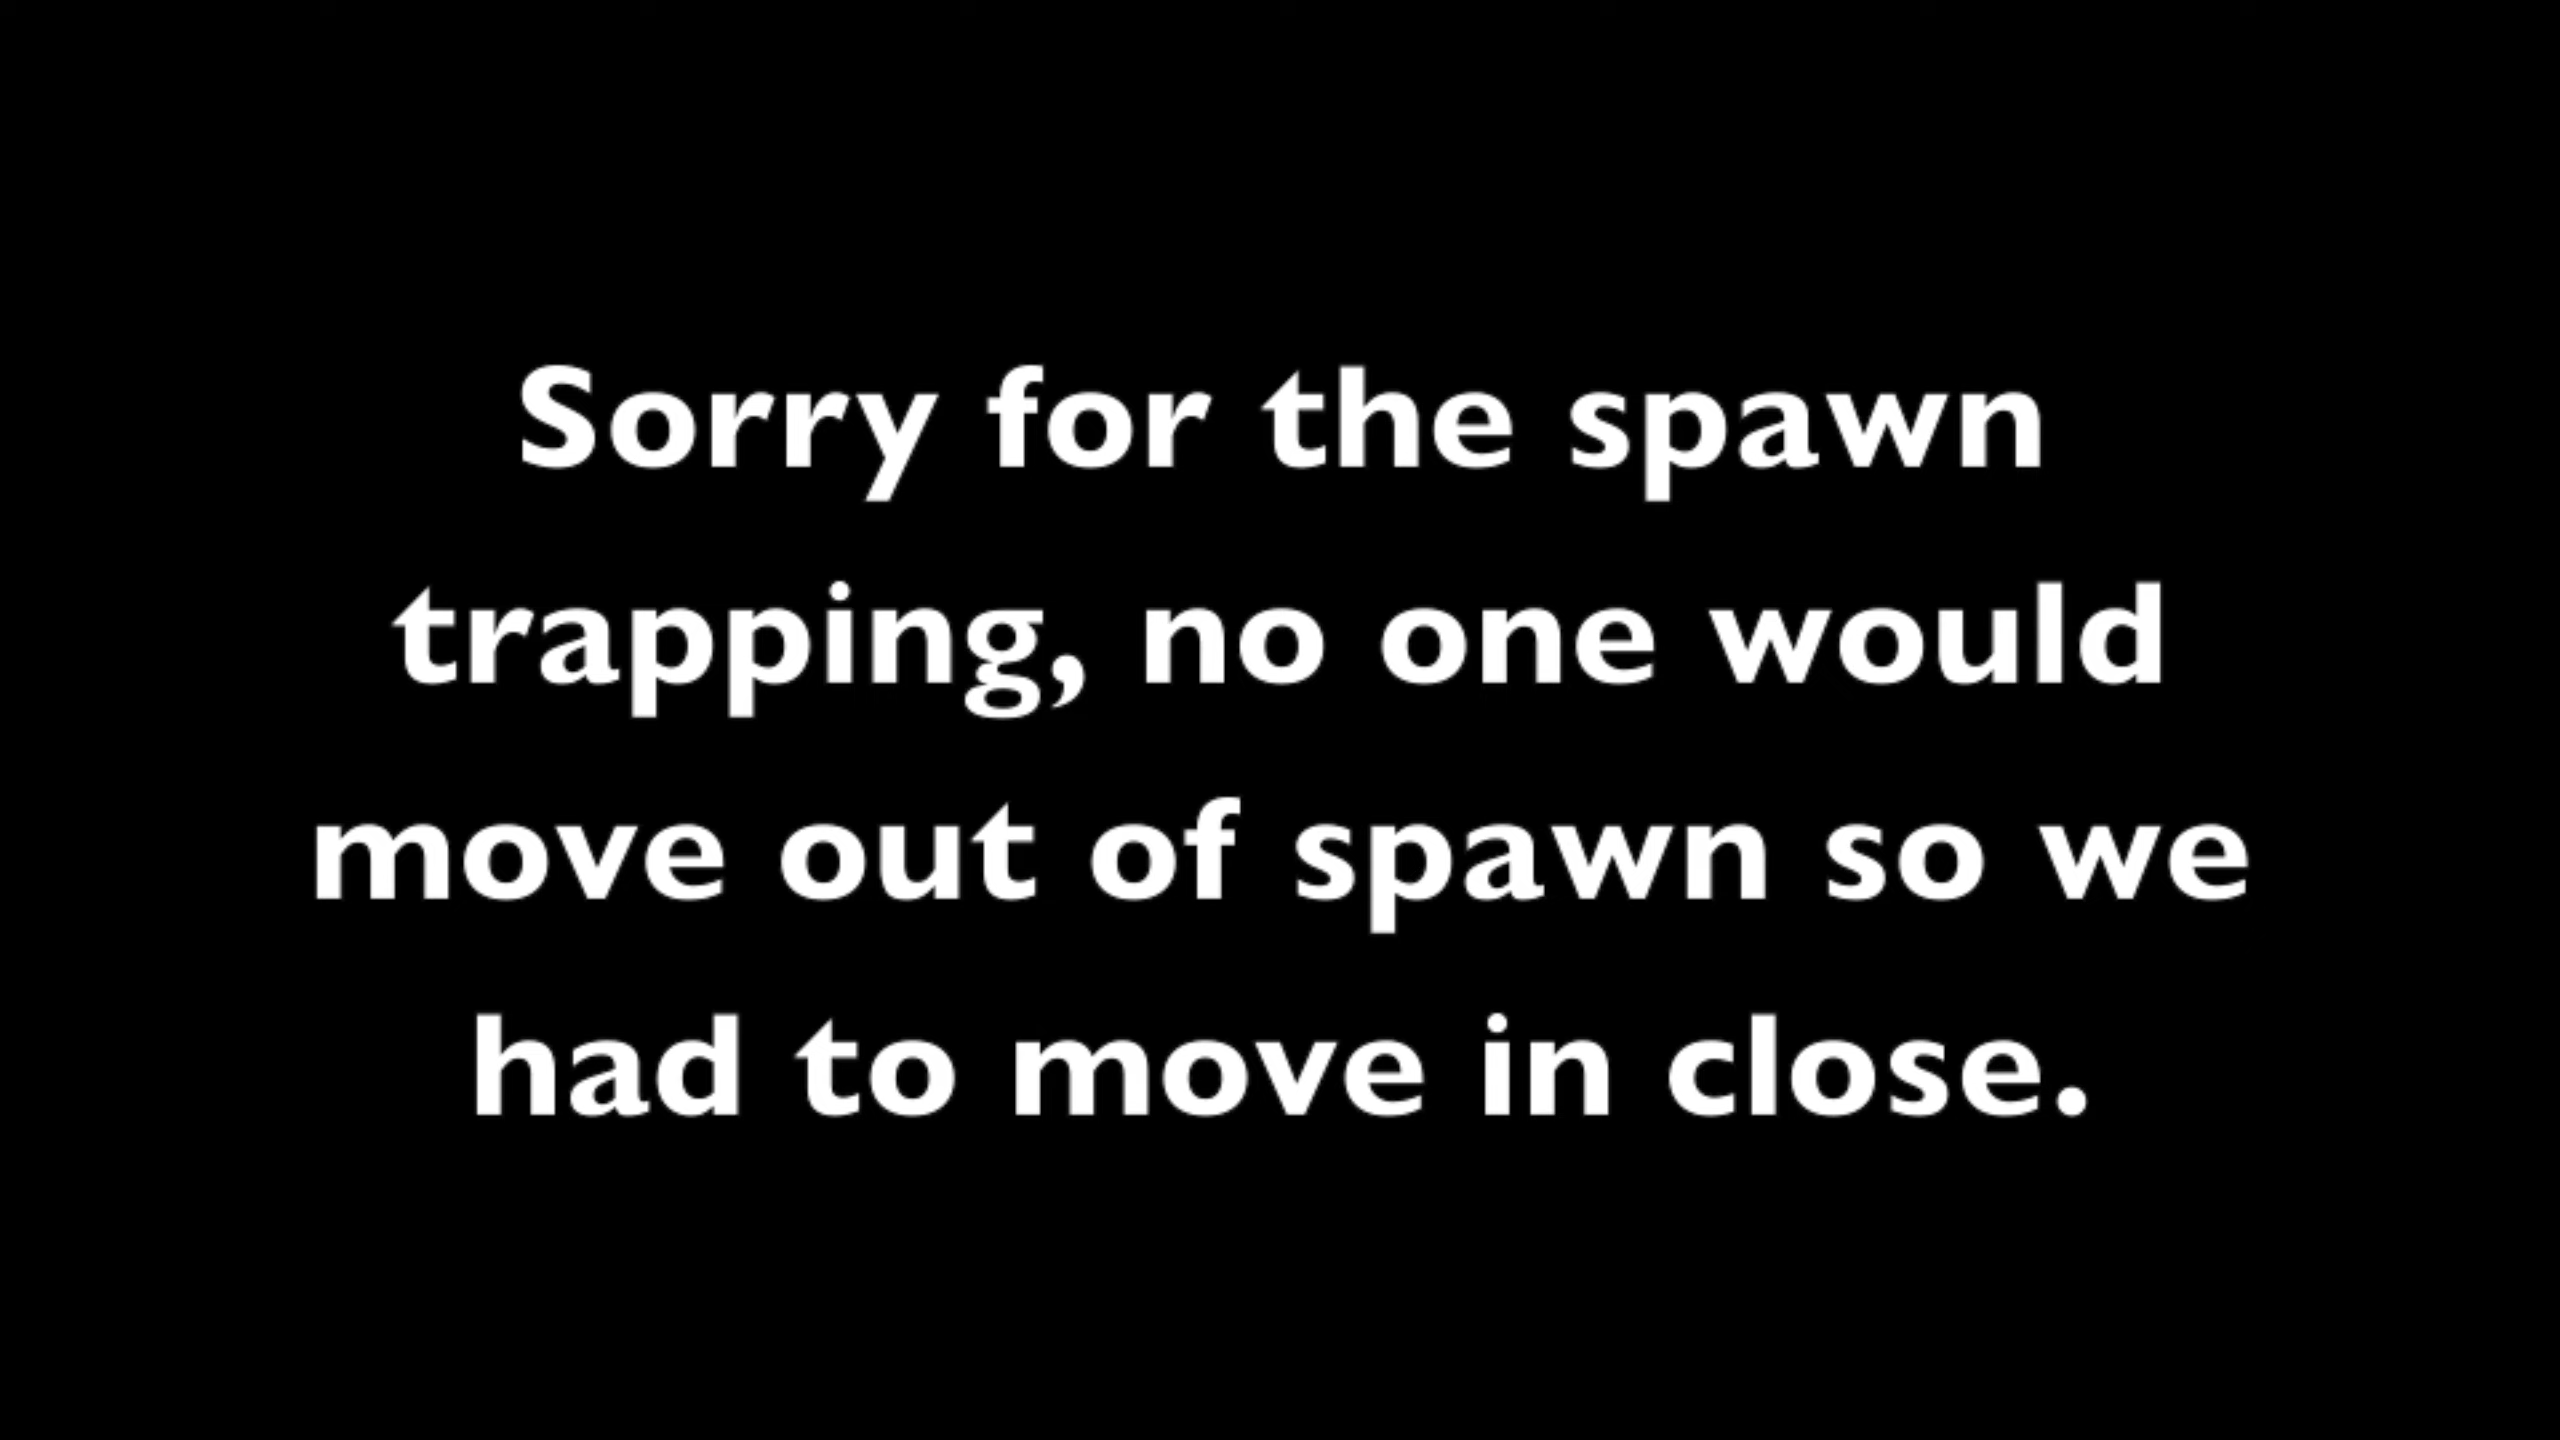 Sorry for the spawn
trapping, no one would
move out of spawn so we
had to move in close.